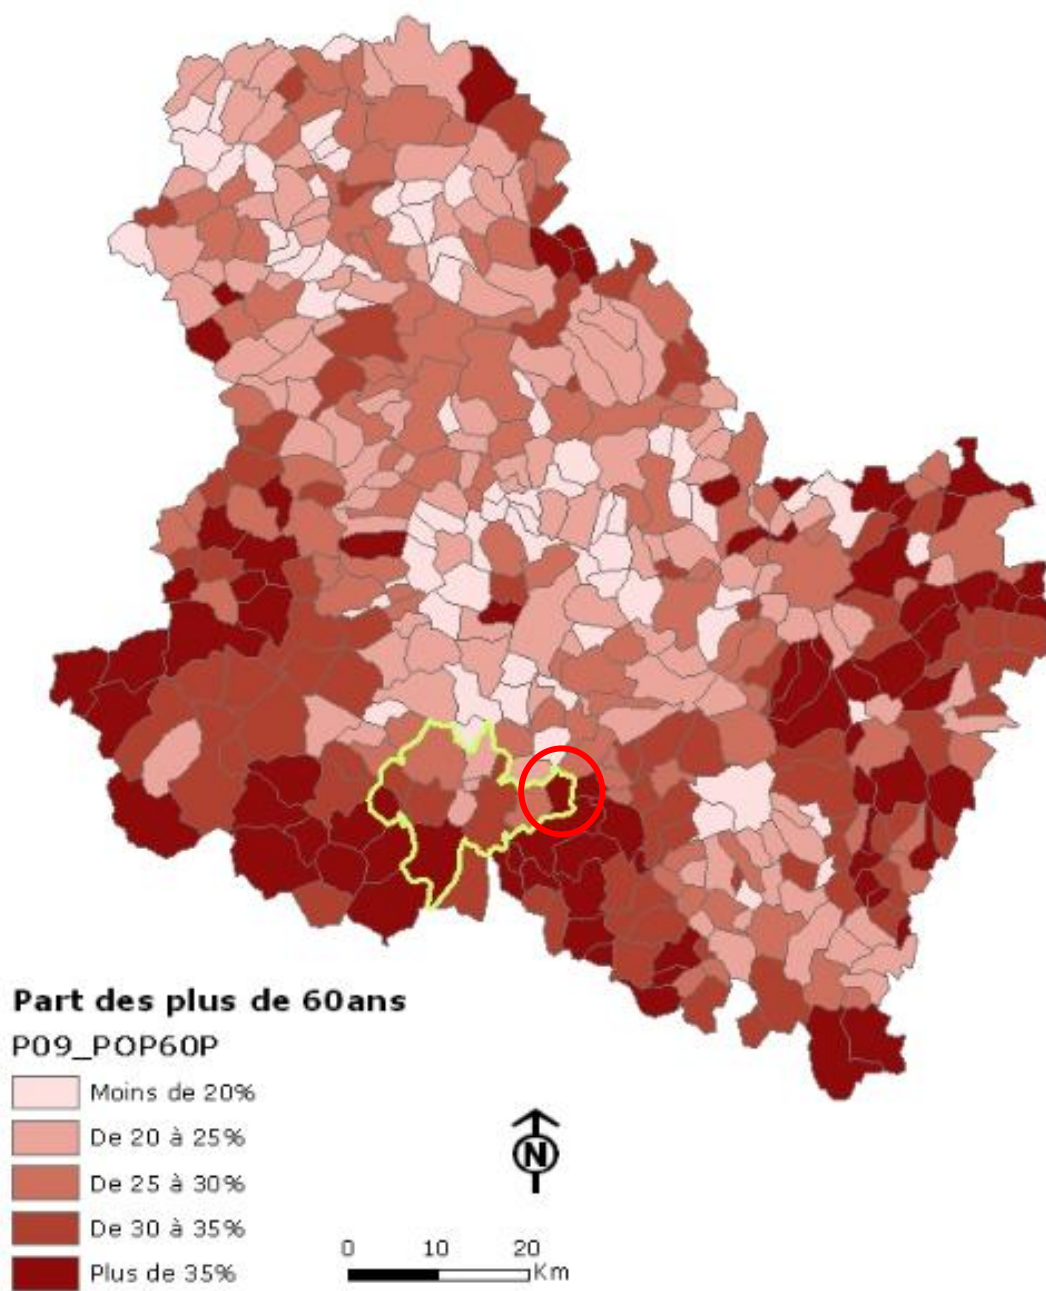 Part des plus de 60ans
P09_POP60P
Moins de 20%
De 20 à 25%
De 25 à 30%
De 30 à 35%
Plus de 35%
N
0 10 20
Km